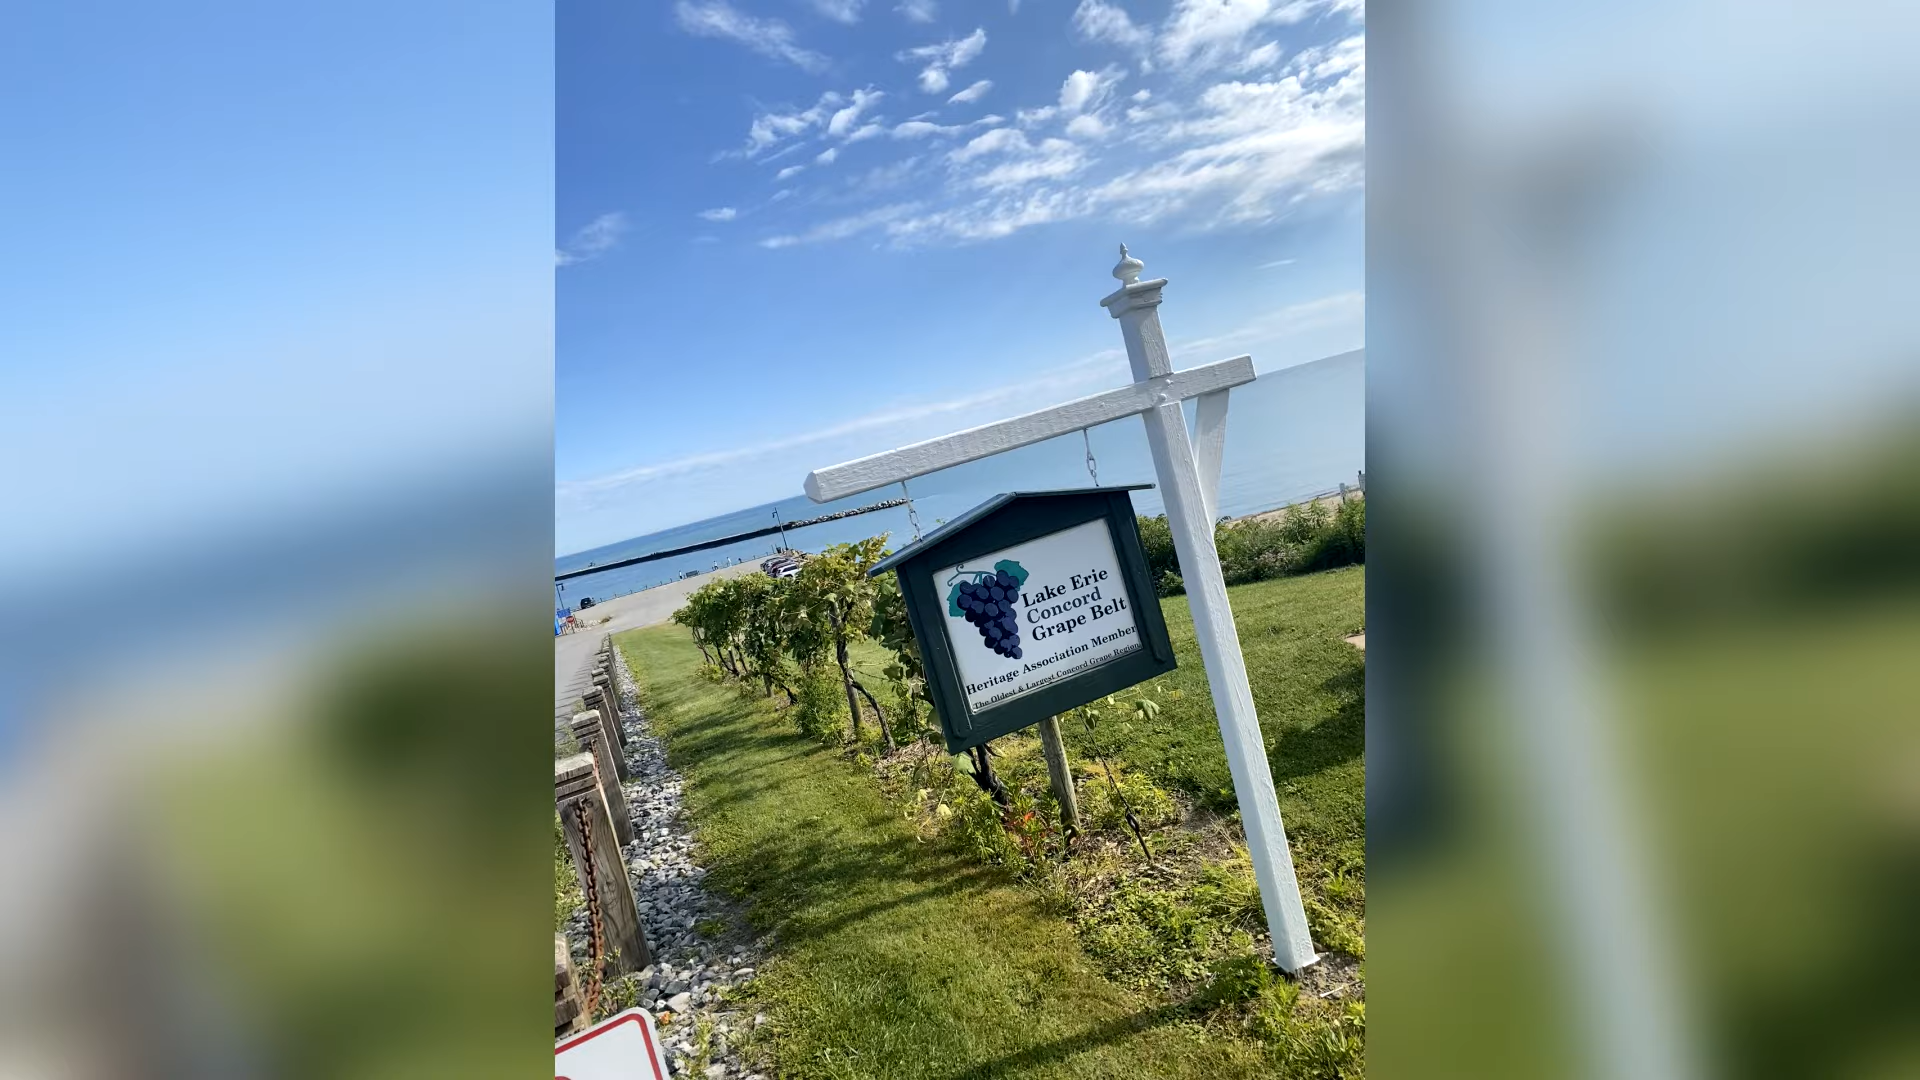 Lake Erie
Concord
Grape Belt
Heritage Association Member
The Oldest & Largest Concord Grape Region